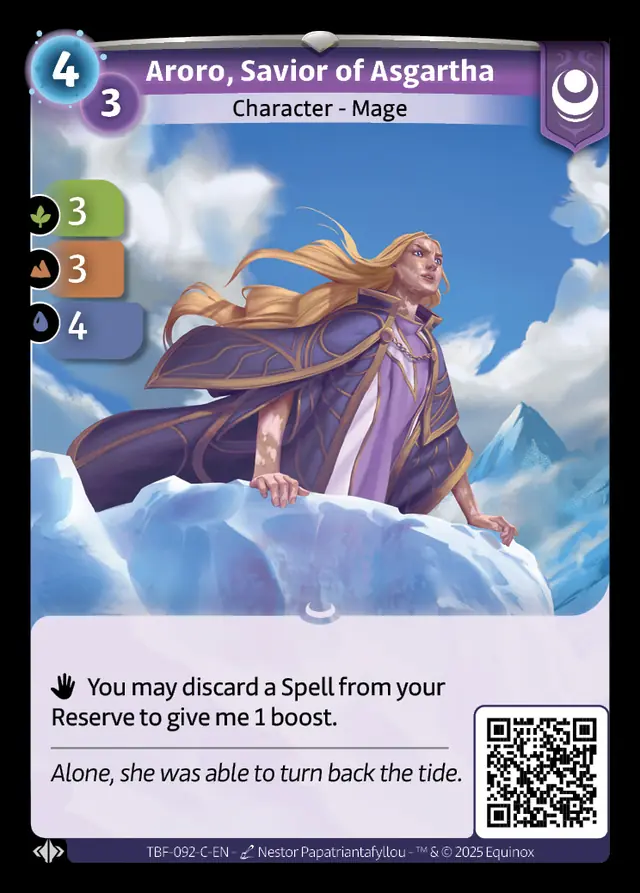 4
Aroro, Savior of Asgartha
3
Character - Mage
3
3
4
You may discard a Spell from your
Reserve to give me 1 boost.
Alone, she was able to turn back the tide.
TBF-092-C-EN - Nestor Papatriantafyllou - ™ & © 2025 Equinox